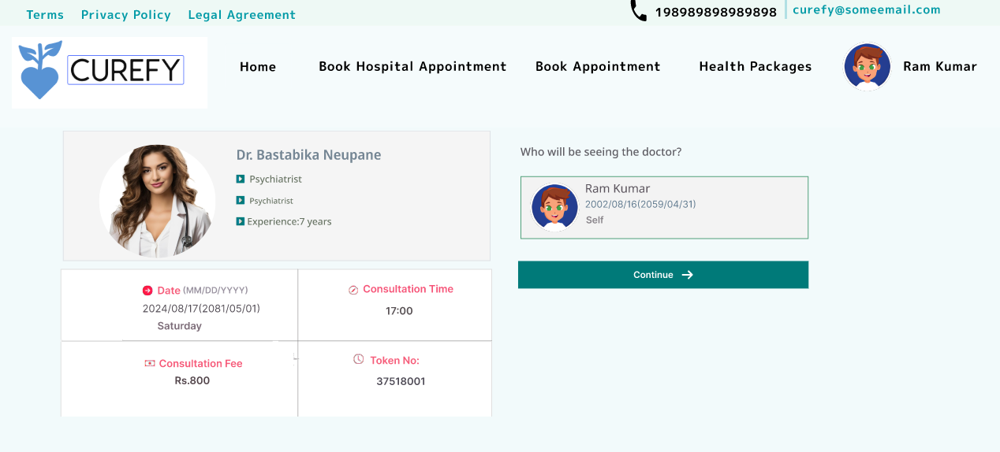 Terms Privacy Policy Legal Agreement 198989898989898 curefy@someemail.com
CUREFY Home Book Hospital Appointment Book Appointment Health Packages Ram Kumar
Dr. Bastabika Neupane
Psychiatrist
Psychiatrist
Experience:7 years
Date (MM/DD/YYYY)
2024/08/17(2081/05/01)
Saturday
Consultation Time
17:00
Consultation Fee
Rs.800
Token No:
37518001
Who will be seeing the doctor?
Ram Kumar
2002/08/16(2059/04/31)
Self
Continue